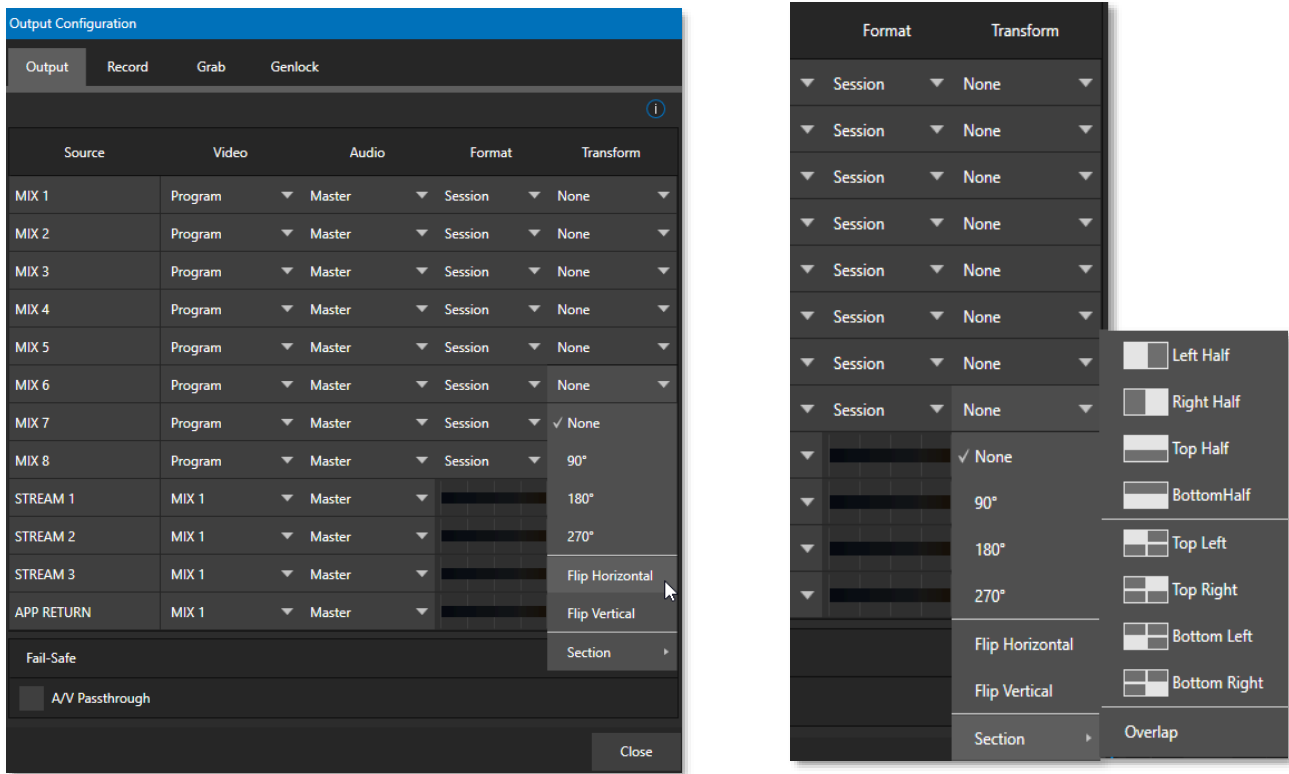 Output Configuration
Output Record Grab Genlock
i
Source Video Audio Format Transform
MIX 1 Program Master Session None
MIX 2 Program Master Session None
MIX 3 Program Master Session None
MIX 4 Program Master Session None
MIX 5 Program Master Session None
MIX 6 Program Master Session None
MIX 7 Program Master Session ✓ None
MIX 8 Program Master Session 90°
STREAM 1 MIX 1 Master 180°
STREAM 2 MIX 1 Master 270°
STREAM 3 MIX 1 Master Flip Horizontal
APP RETURN MIX 1 Master Flip Vertical
Fail-Safe Section
A/V Passthrough
Close
Format Transform
Session None
Session None
Session None
Session None
Session None
Session None
Session None
Session None
✓ None
90°
180°
270°
Flip Horizontal
Flip Vertical
Section
Left Half
Right Half
Top Half
BottomHalf
Top Left
Top Right
Bottom Left
Bottom Right
Overlap